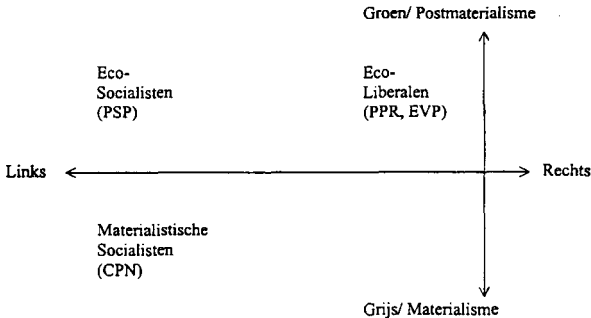 Groen/ Postmaterialisme
Eco-
Socialisten
(PSP)
Eco-
Liberalen
(PPR, EVP)
Links
Rechts
Materialistische
Socialisten
(CPN)
Grijs/ Materialisme